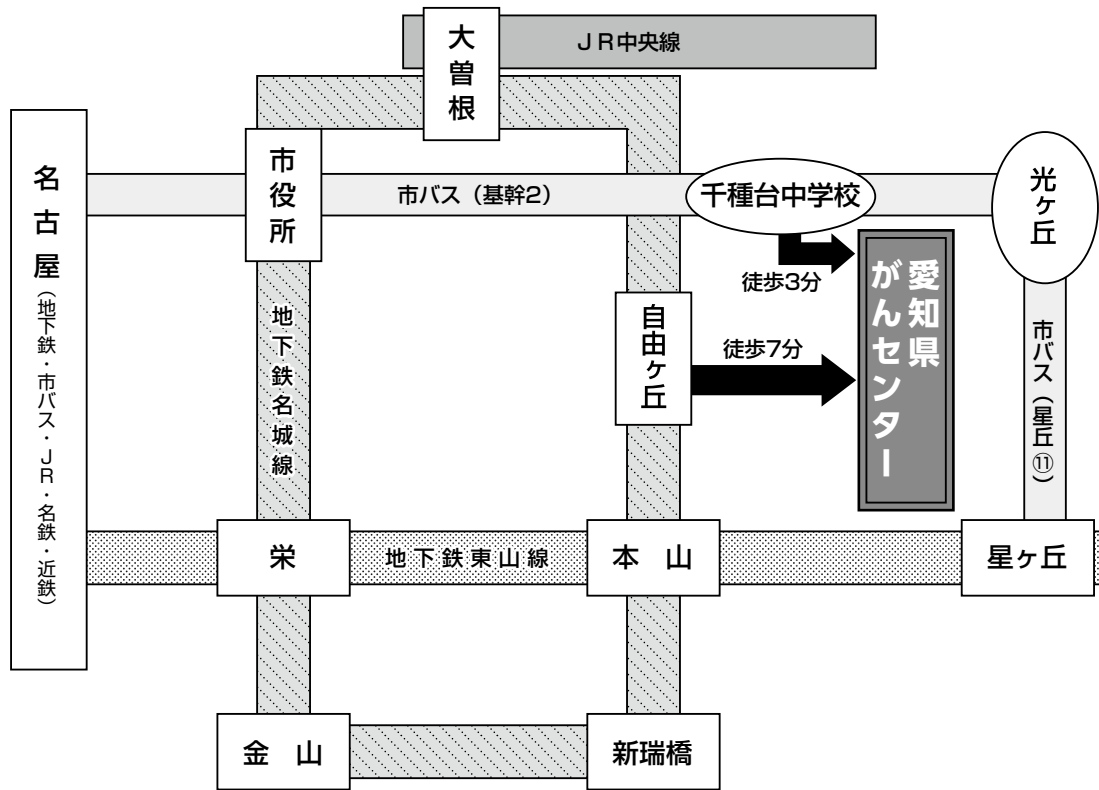 JR中央線
大曽根
名古屋(地下鉄・市バス・JR・名鉄・近鉄)
市役所
市バス(基幹2)
千種台中学校
光ヶ丘
徒歩3分
愛知県
がんセンター
地下鉄名城線
自由ヶ丘
徒歩7分
市バス(星丘⑪)
栄
地下鉄東山線
本山
星ヶ丘
金山
新瑞橋